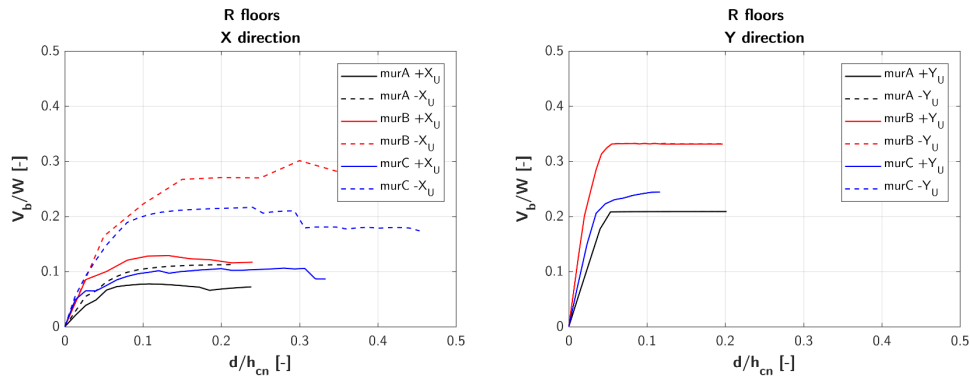 R floors
X direction
0.5
0.4
0.3
0.2
0.1
0
V_b/W [-]
murA +X_U
murA -X_U
murB +X_U
murB -X_U
murC +X_U
murC -X_U
0 0.1 0.2 0.3 0.4 0.5
d/h_cn [-]
R floors
Y direction
0.5
0.4
0.3
0.2
0.1
0
V_b/W [-]
murA +Y_U
murA -Y_U
murB +Y_U
murB -Y_U
murC +Y_U
murC -Y_U
0 0.1 0.2 0.3 0.4 0.5
d/h_cn [-]